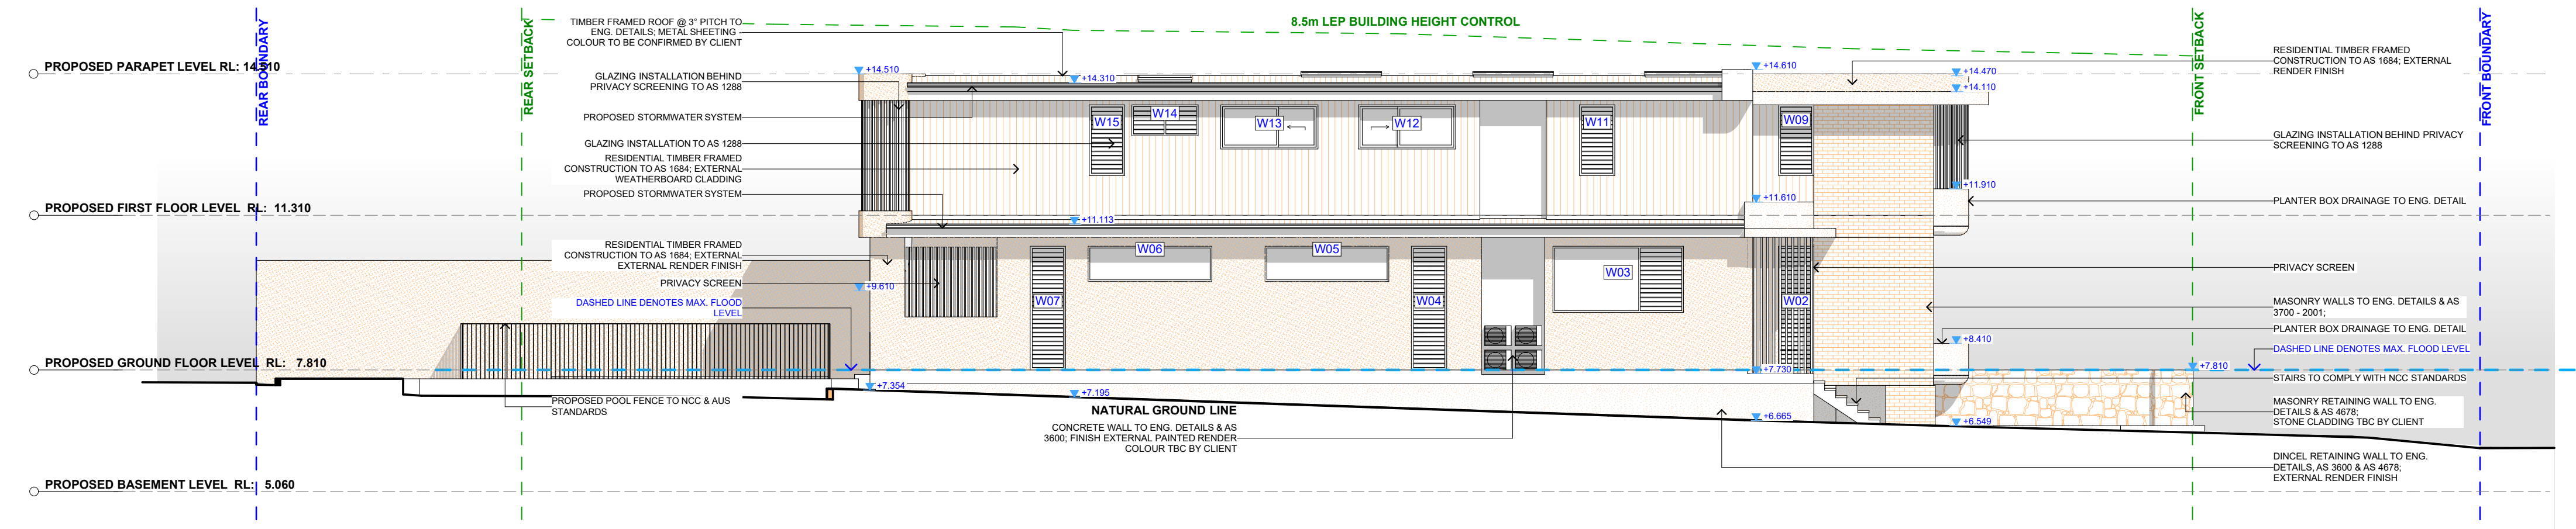 8.5m LEP BUILDING HEIGHT CONTROL
REAR BOUNDARY
REAR SETBACK
FRONT SETBACK
FRONT BOUNDARY
PROPOSED PARAPET LEVEL RL: 14.510
PROPOSED FIRST FLOOR LEVEL RL: 11.310
PROPOSED GROUND FLOOR LEVEL RL: 7.810
PROPOSED BASEMENT LEVEL RL: 5.060
TIMBER FRAMED ROOF @ 3° PITCH TO
ENG. DETAILS; METAL SHEETING -
COLOUR TO BE CONFIRMED BY CLIENT
GLAZING INSTALLATION BEHIND
PRIVACY SCREENING TO AS 1288
PROPOSED STORMWATER SYSTEM
GLAZING INSTALLATION TO AS 1288
RESIDENTIAL TIMBER FRAMED
CONSTRUCTION TO AS 1684; EXTERNAL
WEATHERBOARD CLADDING
PROPOSED STORMWATER SYSTEM
RESIDENTIAL TIMBER FRAMED
CONSTRUCTION TO AS 1684; EXTERNAL
EXTERNAL RENDER FINISH
PRIVACY SCREEN
DASHED LINE DENOTES MAX. FLOOD
LEVEL
PROPOSED POOL FENCE TO NCC & AUS
STANDARDS
+14.510
+14.310
+14.610
+14.470
+14.110
W15
W14
W13
W12
W11
W09
+11.910
+11.610
+11.113
W06
W05
W03
W07
W04
W02
+9.610
+8.410
+7.810
+7.730
+7.354
+7.195
+6.665
+6.549
NATURAL GROUND LINE
CONCRETE WALL TO ENG. DETAILS & AS
3600; FINISH EXTERNAL PAINTED RENDER
COLOUR TBC BY CLIENT
RESIDENTIAL TIMBER FRAMED
CONSTRUCTION TO AS 1684; EXTERNAL
RENDER FINISH
GLAZING INSTALLATION BEHIND PRIVACY
SCREENING TO AS 1288
PLANTER BOX DRAINAGE TO ENG. DETAIL
PRIVACY SCREEN
MASONRY WALLS TO ENG. DETAILS & AS
3700 - 2001;
PLANTER BOX DRAINAGE TO ENG. DETAIL
DASHED LINE DENOTES MAX. FLOOD LEVEL
STAIRS TO COMPLY WITH NCC STANDARDS
MASONRY RETAINING WALL TO ENG.
DETAILS & AS 4678;
STONE CLADDING TBC BY CLIENT
DINCEL RETAINING WALL TO ENG.
DETAILS, AS 3600 & AS 4678;
EXTERNAL RENDER FINISH